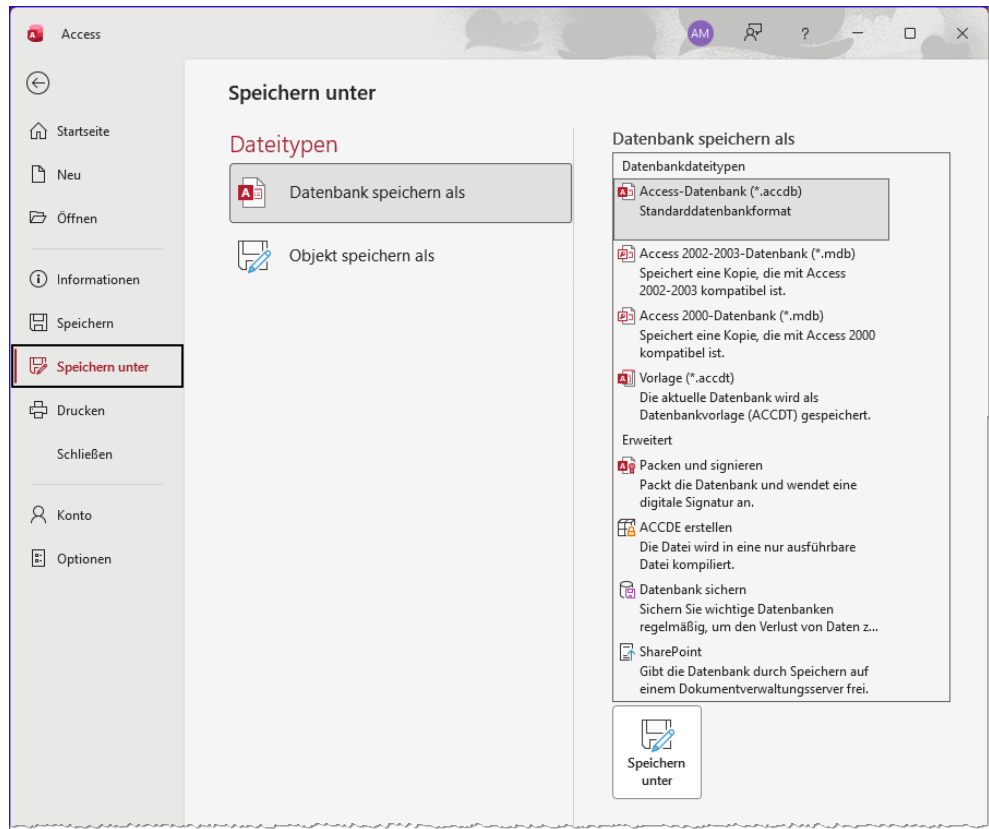 Access
AM
?
Speichern unter
Startseite
Neu
Öffnen
Informationen
Speichern
Speichern unter
Drucken
Schließen
Konto
Optionen
Dateitypen
A
Datenbank speichern als
Objekt speichern als
Datenbank speichern als
Datenbankdateitypen
Access-Datenbank (*.accdb)
Standarddatenbankformat
Access 2002-2003-Datenbank (*.mdb)
Speichert eine Kopie, die mit Access
2002-2003 kompatibel ist.
Access 2000-Datenbank (*.mdb)
Speichert eine Kopie, die mit Access 2000
kompatibel ist.
Vorlage (*.accdt)
Die aktuelle Datenbank wird als
Datenbankvorlage (ACCDT) gespeichert.
Erweitert
Packen und signieren
Packt die Datenbank und wendet eine
digitale Signatur an.
ACCDE erstellen
Die Datei wird in eine nur ausführbare
Datei kompiliert.
Datenbank sichern
Sichern Sie wichtige Datenbanken
regelmäßig, um den Verlust von Daten z...
SharePoint
Gibt die Datenbank durch Speichern auf
einem Dokumentverwaltungsserver frei.
Speichern
unter